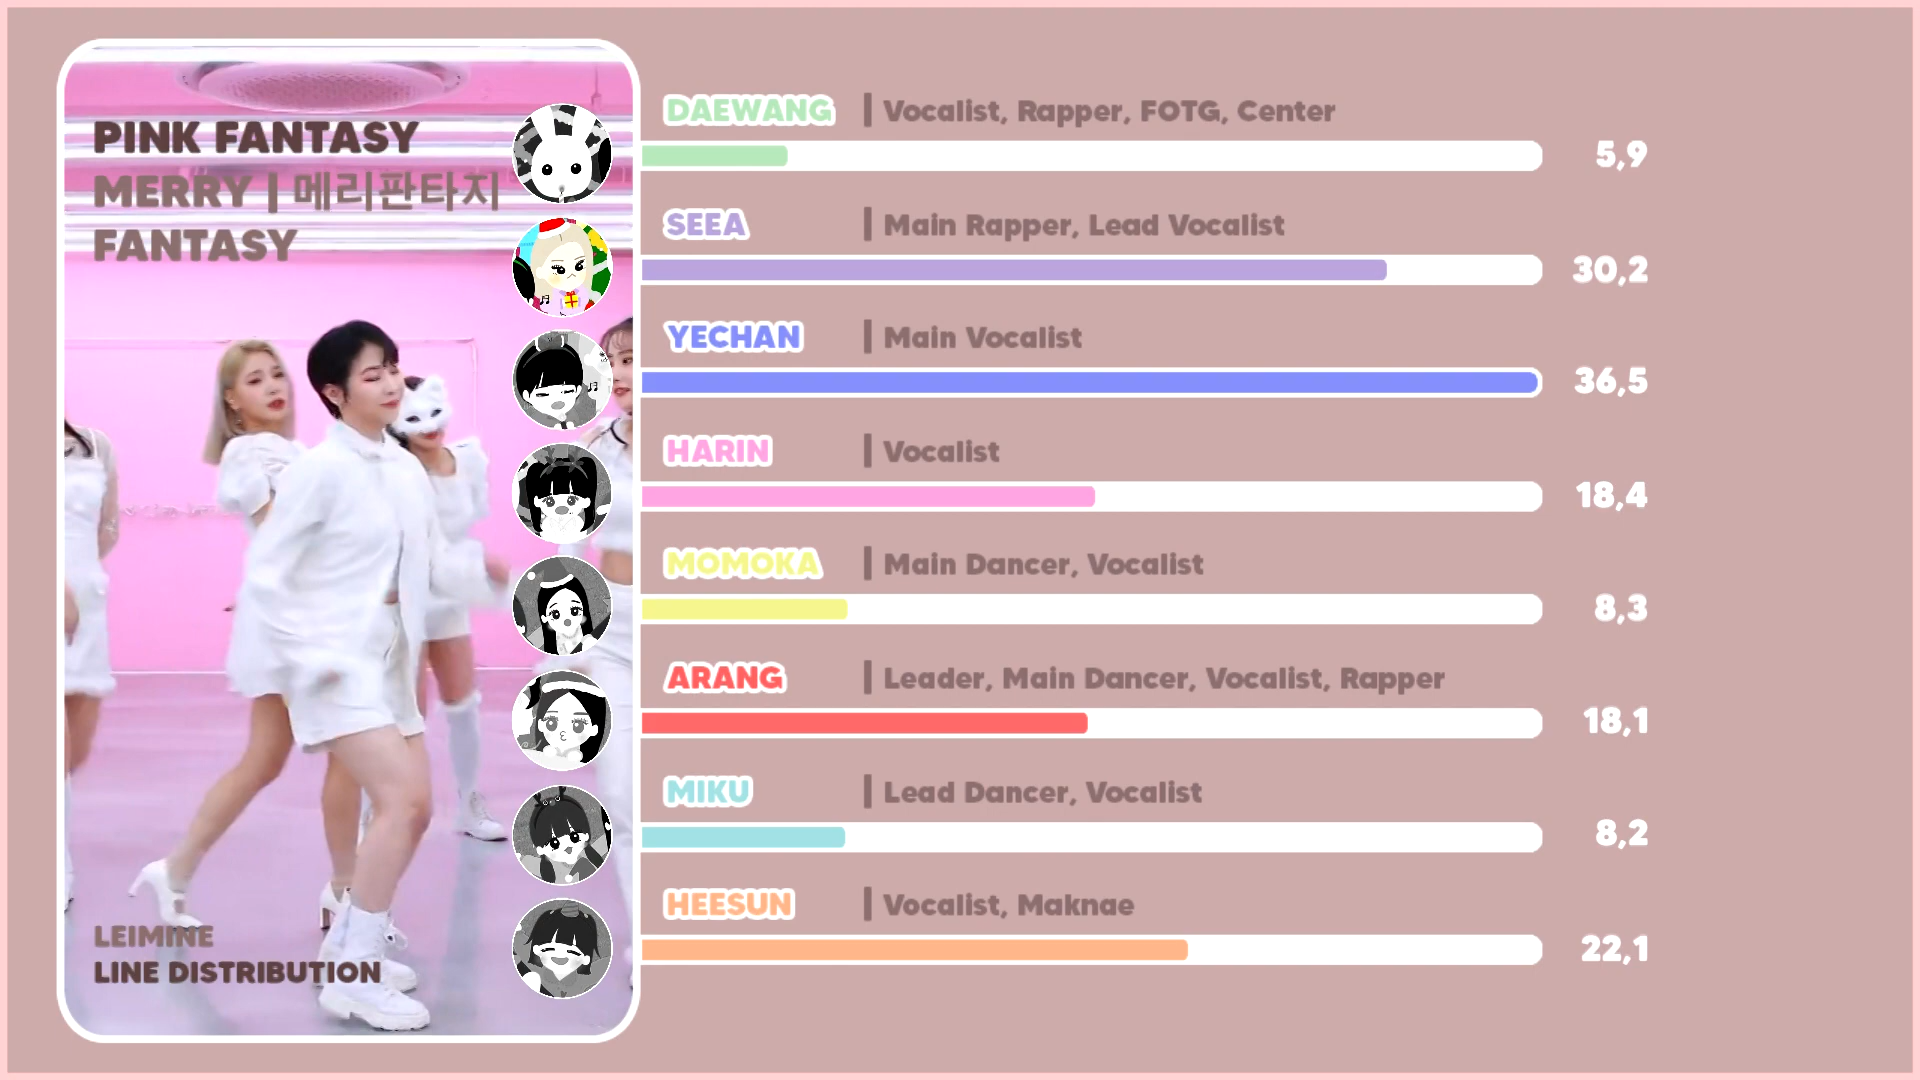 PINK FANTASY
MERRY | 메리판타지
FANTASY
DAEWANG | Vocalist, Rapper, FOTG, Center
5,9
SEEA | Main Rapper, Lead Vocalist
30,2
YECHAN | Main Vocalist
36,5
HARIN | Vocalist
18,4
MOMOKA | Main Dancer, Vocalist
8,3
ARANG | Leader, Main Dancer, Vocalist, Rapper
18,1
MIKU | Lead Dancer, Vocalist
8,2
HEESUN | Vocalist, Maknae
22,1
LEIMINE
LINE DISTRIBUTION